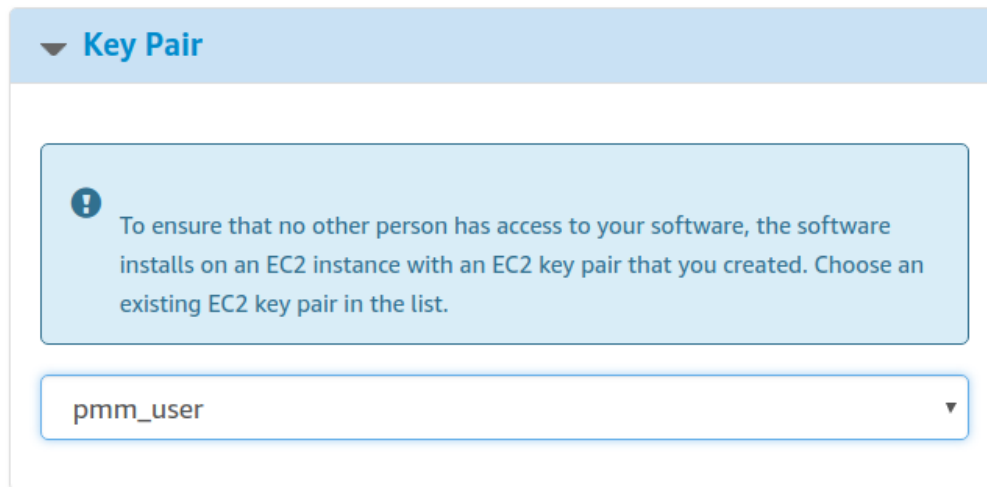 Key Pair
To ensure that no other person has access to your software, the software
installs on an EC2 instance with an EC2 key pair that you created. Choose an
existing EC2 key pair in the list.
pmm_user